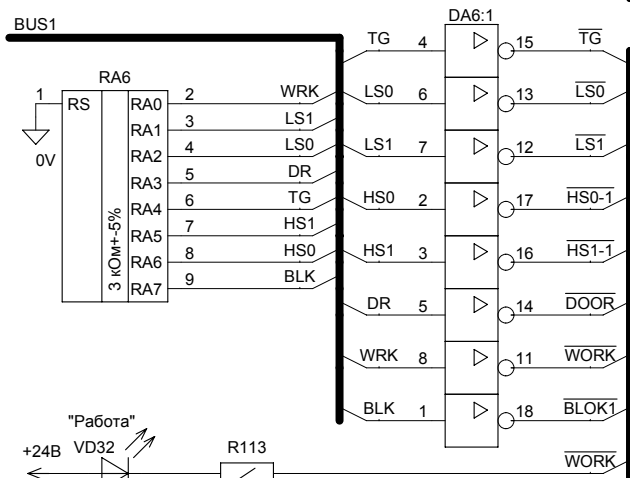 BUS1
DA6:1
RA6
1 RS RA0 2 WRK
RA1 3 LS1
RA2 4 LS0
RA3 5 DR
RA4 6 TG
RA5 7 HS1
RA6 8 HS0
RA7 9 BLK
0V
3 кОм+-5%
TG 4 15 TG
LS0 6 13 LS0
LS1 7 12 LS1
HS0 2 17 HS0-1
HS1 3 16 HS1-1
DR 5 14 DOOR
WRK 8 11 WORK
BLK 1 18 BLOK1
"Работа"
+24В VD32 R113 WORK